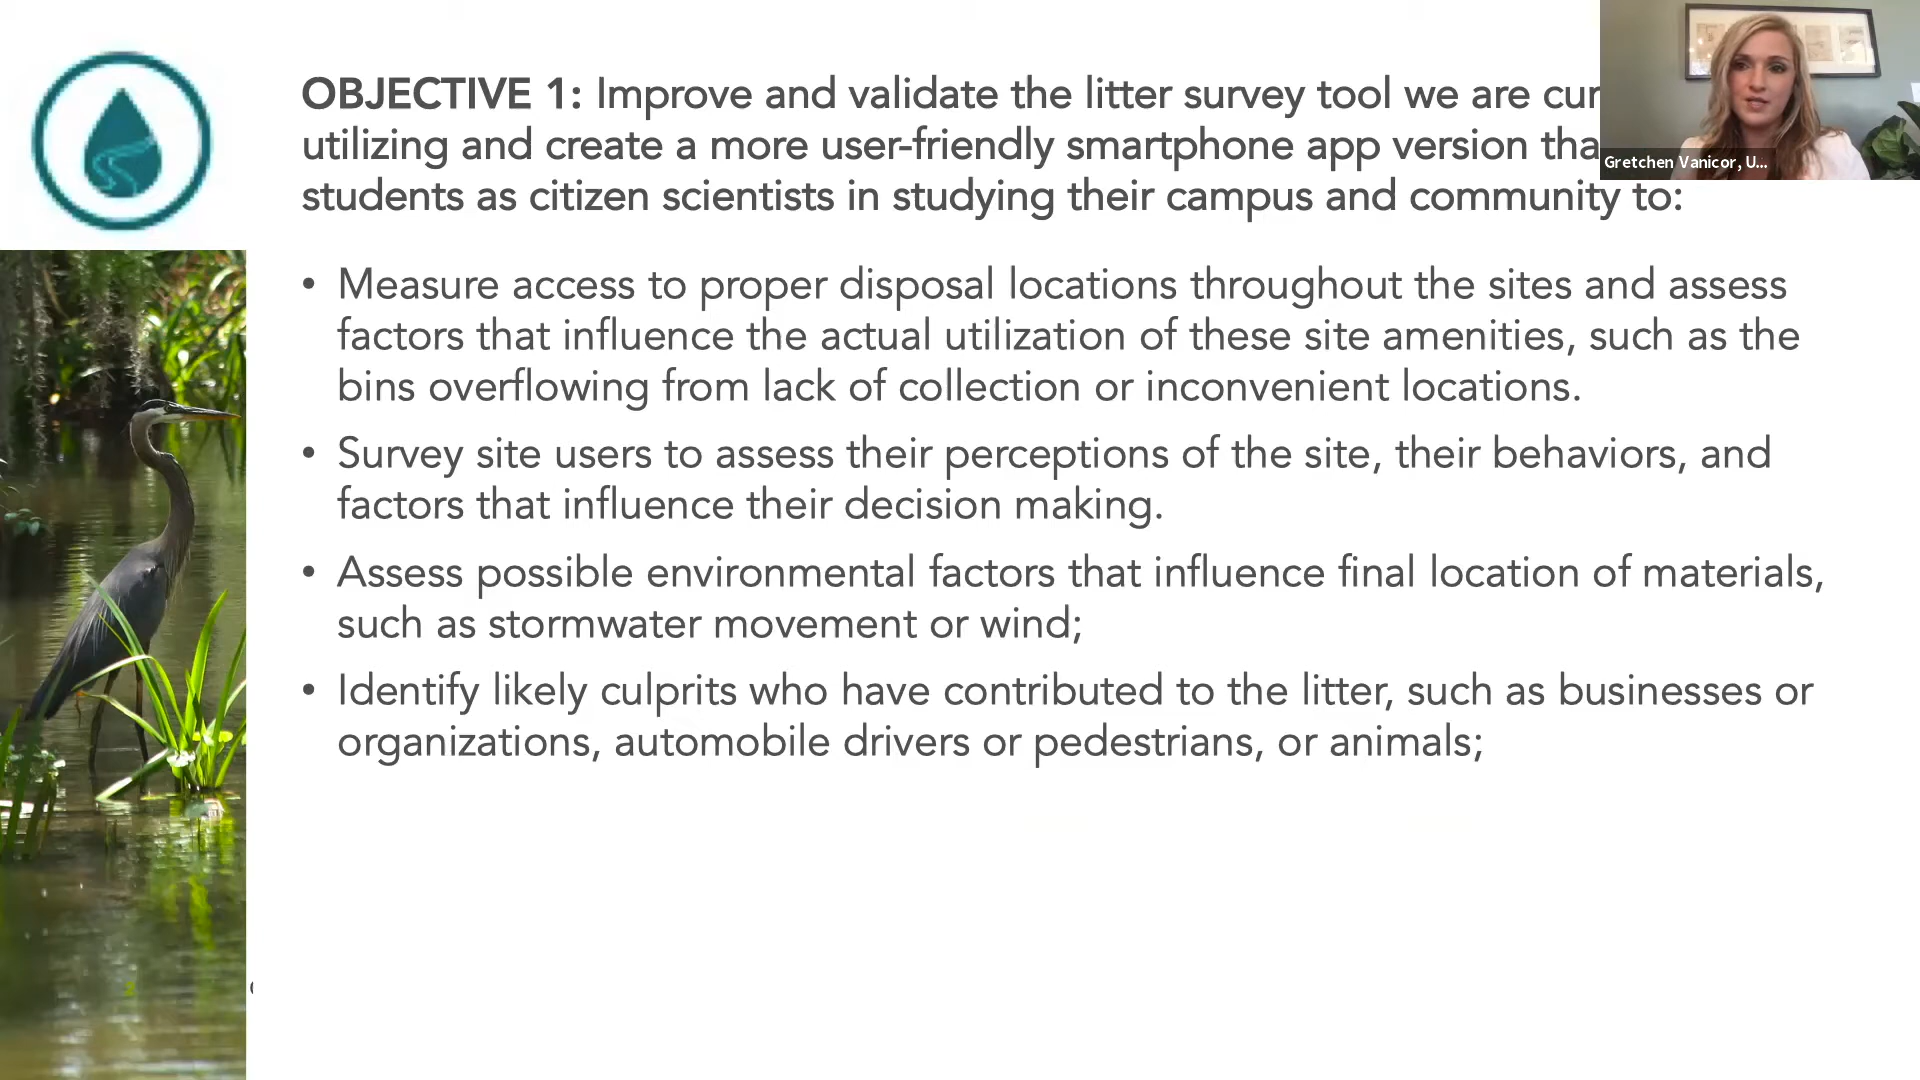 OBJECTIVE 1: Improve and validate the litter survey tool we are
utilizing and create a more user-friendly smartphone app version
students as citizen scientists in studying their campus and community to:
• Measure access to proper disposal locations throughout the sites and assess
factors that influence the actual utilization of these site amenities, such as the
bins overflowing from lack of collection or inconvenient locations.
• Survey site users to assess their perceptions of the site, their behaviors, and
factors that influence their decision making.
• Assess possible environmental factors that influence final location of materials,
such as stormwater movement or wind;
• Identify likely culprits who have contributed to the litter, such as businesses or
organizations, automobile drivers or pedestrians, or animals;
Gretchen Vanicor, U...